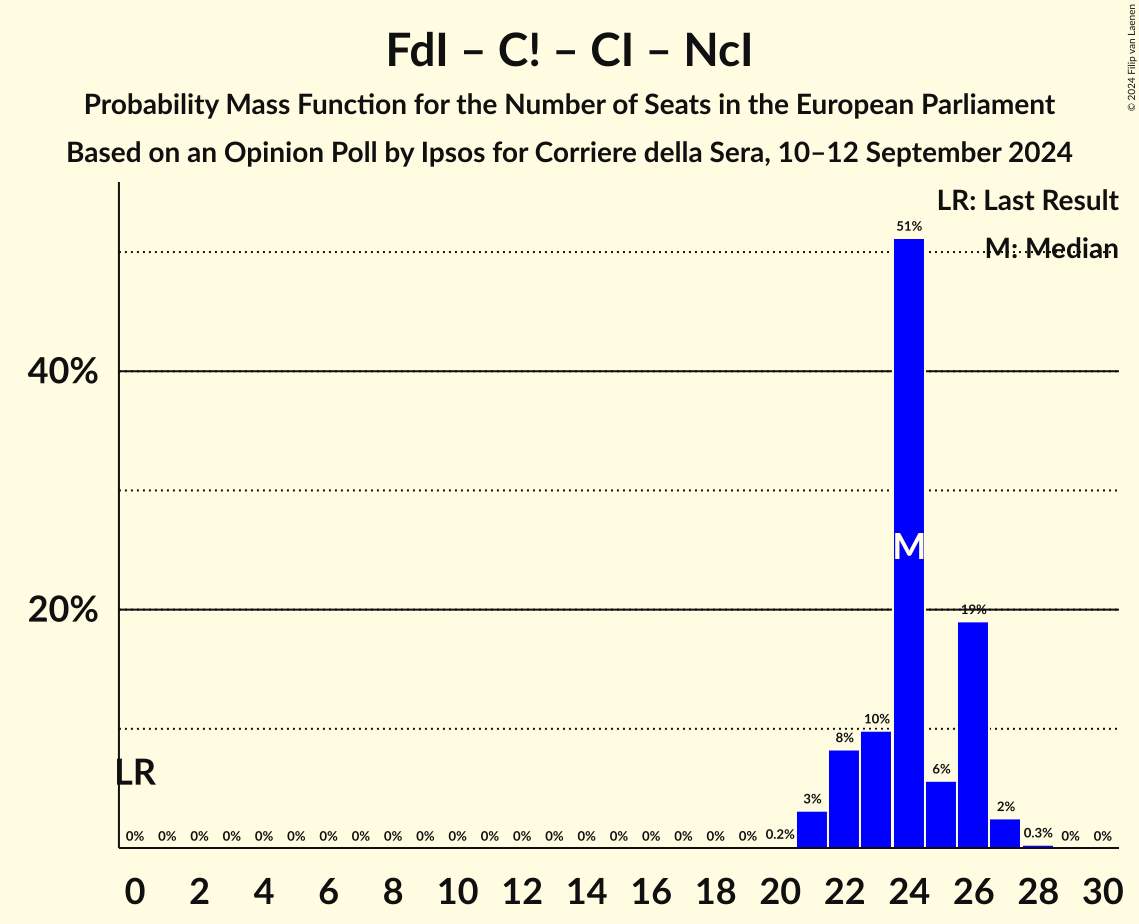 FdI – C! – CI – NcI
Probability Mass Function for the Number of Seats in the European Parliament
Based on an Opinion Poll by Ipsos for Corriere della Sera, 10–12 September 2024
© 2024 Filip van Laenen
LR: Last Result
M: Median
51%
40%
M
20%
19%
10%
8%
LR
6%
3%
2%
0% 0% 0% 0% 0% 0% 0% 0% 0% 0% 0% 0% 0% 0% 0% 0% 0% 0% 0% 0% 0.2% 0.3% 0% 0%
0 2 4 6 8 10 12 14 16 18 20 22 24 26 28 30